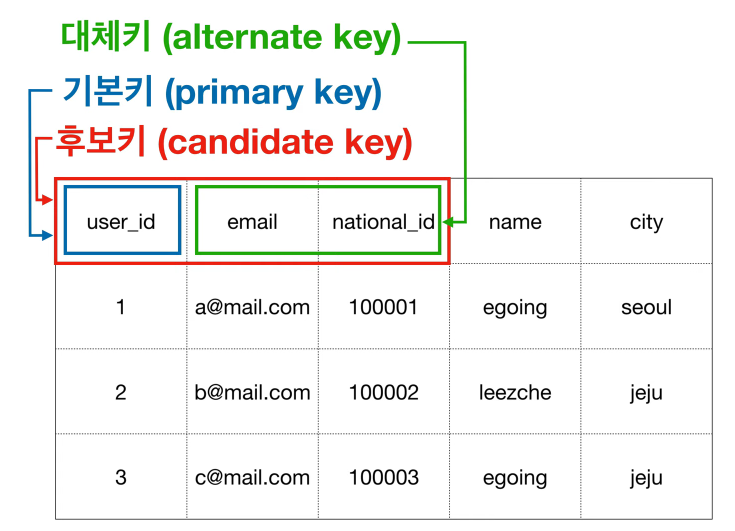 대체키 (alternate key)
기본키 (primary key)
후보키 (candidate key)
user_id email national_id name city
1 a@mail.com 100001 egoing seoul
2 b@mail.com 100002 leezche jeju
3 c@mail.com 100003 egoing jeju